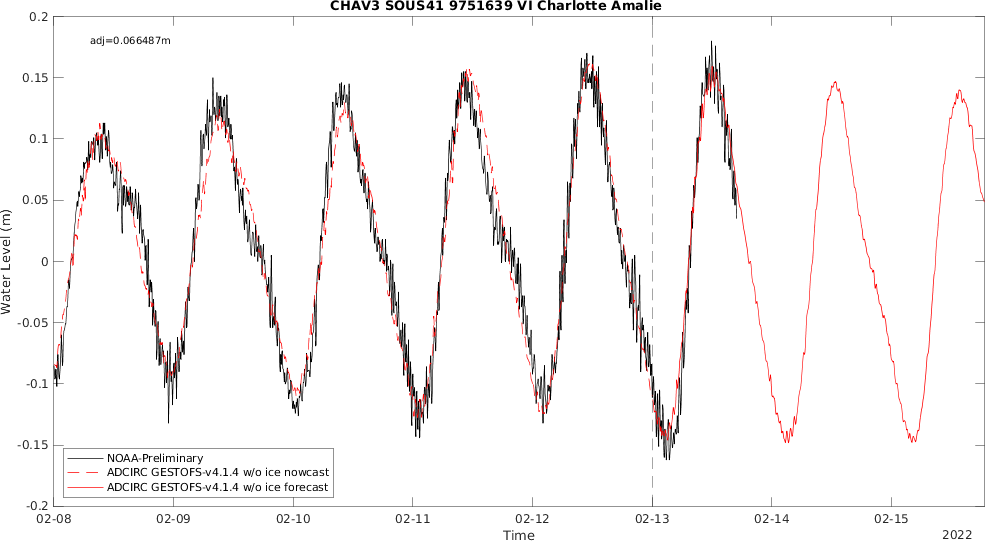 CHAV3 SOUS41 9751639 VI Charlotte Amalie
adj=0.066487m
0.2
0.15
0.1
0.05
0
-0.05
-0.1
-0.15
-0.2
Water Level (m)
NOAA-Preliminary
ADCIRC GESTOFS-v4.1.4 w/o ice nowcast
ADCIRC GESTOFS-v4.1.4 w/o ice forecast
02-08 02-09 02-10 02-11 02-12 02-13 02-14 02-15
Time
2022